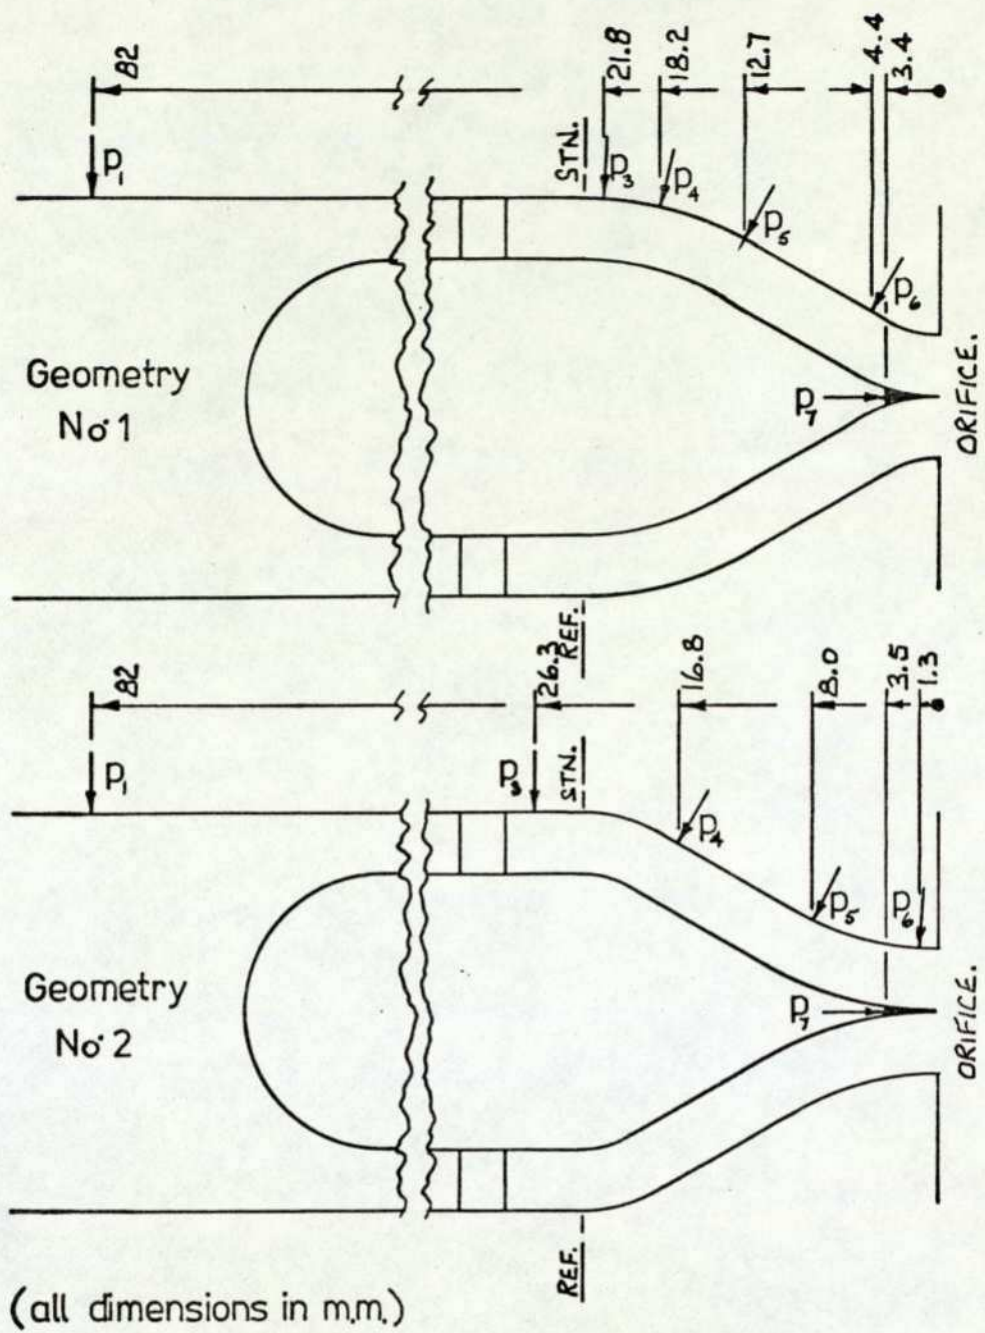 82
P₁
21.8
18.2
12.7
4.4
3.4
STN.
P₃
P₄
P₅
P₆
P₇
Geometry
No. 1
ORIFICE.
REF.
82
P₁
26.3
16.8
8.0
3.5
1.3
P₃
STN.
P₄
P₅
P₆
P₇
Geometry
No. 2
ORIFICE.
REF.
(all dimensions in m.m.)